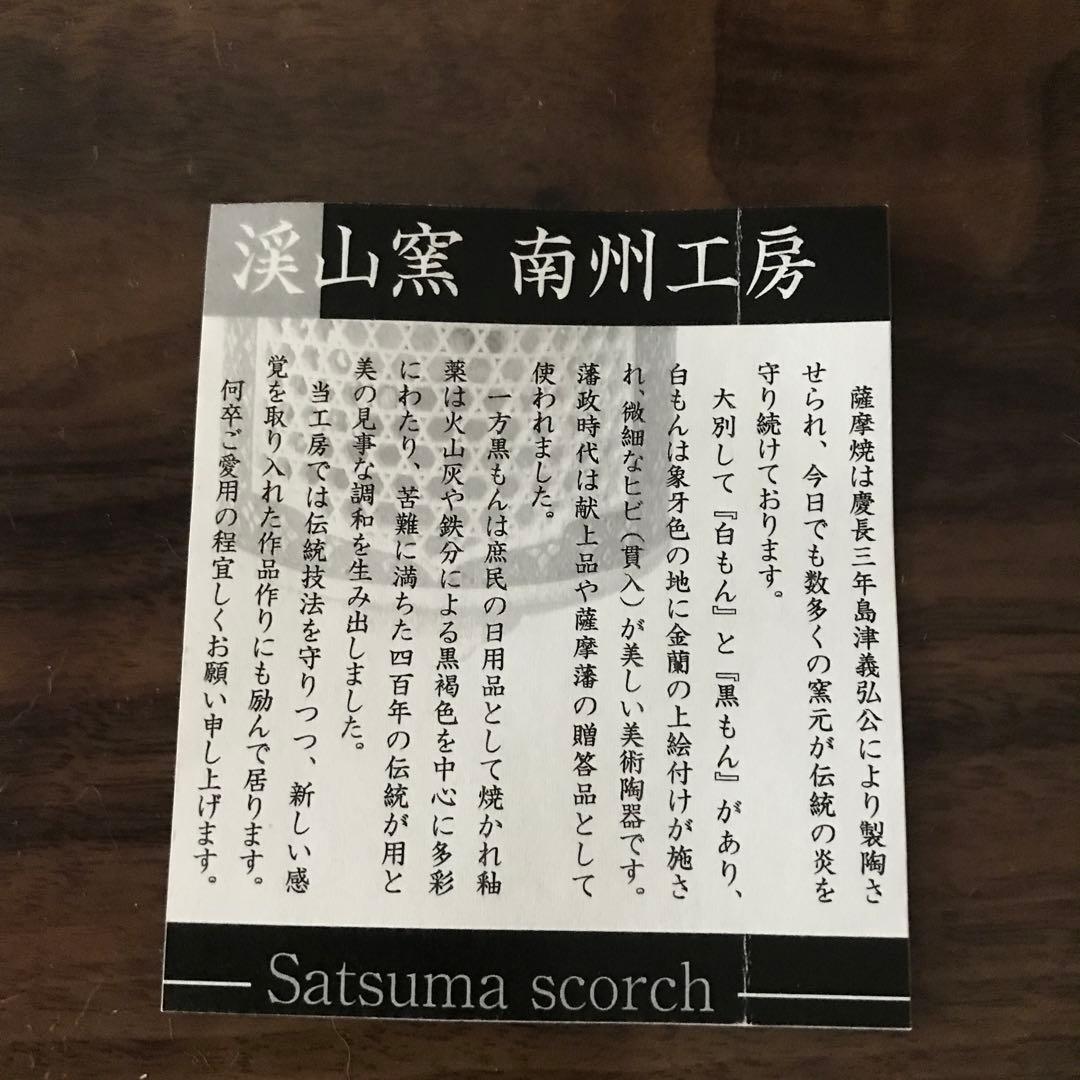 渓山窯 南州工房
薩摩焼は慶長三年島津義弘公により製陶さ
せられ、今日でも数多くの窯元が伝統の炎を
守り続けております。
大別して『白もん』と『黒もん』があり、
白もんは象牙色の地に金蘭の上絵付けが施さ
れ、微細なヒビ(貫入)が美しい美術陶器です。
藩政時代は献上品や薩摩藩の贈答品として
使われました。
一方黒もんは庶民の日用品として焼かれ釉
薬は火山灰や鉄分による黒褐色を中心に多彩
にわたり、苦難に満ちた四百年の伝統が用と
美の見事な調和を生み出しました。
当工房では伝統技法を守りつつ、新しい感
覚を取り入れた作品作りにも励んで居ります。
何卒ご愛用の程宜しくお願い申し上げます。
Satsuma scorch